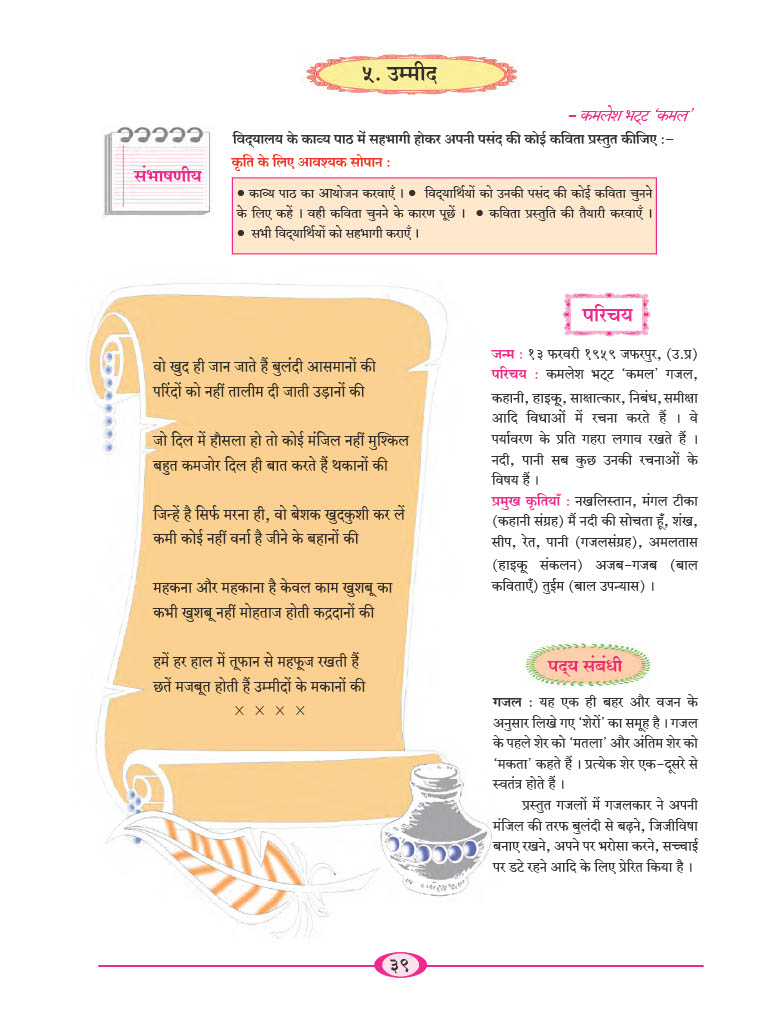 ५. उम्मीद
– कमलेश भट्ट ‘कमल’
संभाषणीय
विद्यालय के काव्य पाठ में सहभागी होकर अपनी पसंद की कोई कविता प्रस्तुत कीजिए :–
कृति के लिए आवश्यक सोपान :
● काव्य पाठ का आयोजन करवाएँ । ● विद्यार्थियों को उनकी पसंद की कोई कविता चुनने
के लिए कहें । वही कविता चुनने के कारण पूछें । ● कविता प्रस्तुति की तैयारी करवाएँ ।
● सभी विद्यार्थियों को सहभागी कराएँ ।
वो खुद ही जान जाते हैं बुलंदी आसमानों की
परिंदों को नहीं तालीम दी जाती उड़ानों की
जो दिल में हौसला हो तो कोई मंजिल नहीं मुश्किल
बहुत कमजोर दिल ही बात करते हैं थकानों की
जिन्हें है सिर्फ मरना ही, वो बेशक खुदकुशी कर लें
कमी कोई नहीं वर्ना है जीने के बहानों की
महकना और महकाना है केवल काम खुशबू का
कभी खुशबू नहीं मोहताज होती कद्रदानों की
हमें हर हाल में तूफान से महफूज रखती हैं
छतें मजबूत होती हैं उम्मीदों के मकानों की
× × × ×
परिचय
जन्म : १३ फरवरी १९५९ जफरपुर, (उ.प्र)
परिचय : कमलेश भट्ट ‘कमल’ गजल,
कहानी, हाइकू, साक्षात्कार, निबंध, समीक्षा
आदि विधाओं में रचना करते हैं । वे
पर्यावरण के प्रति गहरा लगाव रखते हैं ।
नदी, पानी सब कुछ उनकी रचनाओं के
विषय हैं ।
प्रमुख कृतियाँ : नखलिस्तान, मंगल टीका
(कहानी संग्रह) मैं नदी की सोचता हूँ, शंख,
सीप, रेत, पानी (गजलसंग्रह), अमलतास
(हाइकू संकलन) अजब-गजब (बाल
कविताएँ) तुईम (बाल उपन्यास) ।
पद्य संबंधी
गजल : यह एक ही बहर और वजन के
अनुसार लिखे गए ‘शेरों’ का समूह है । गजल
के पहले शेर को ‘मतला’ और अंतिम शेर को
‘मकता’ कहते हैं । प्रत्येक शेर एक-दूसरे से
स्वतंत्र होते हैं ।
प्रस्तुत गजलों में गजलकार ने अपनी
मंजिल की तरफ बुलंदी से बढ़ने, जिजीविषा
बनाए रखने, अपने पर भरोसा करने, सच्चाई
पर डटे रहने आदि के लिए प्रेरित किया है ।
३९